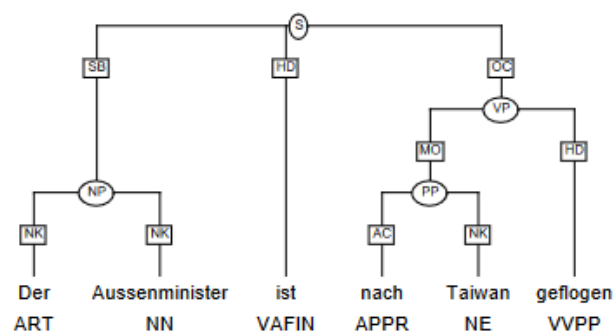 S
SB HD OC
VP
MO HD
NP PP
NK NK AC NK
Der Aussenminister ist nach Taiwan geflogen
ART NN VAFIN APPR NE VVPP